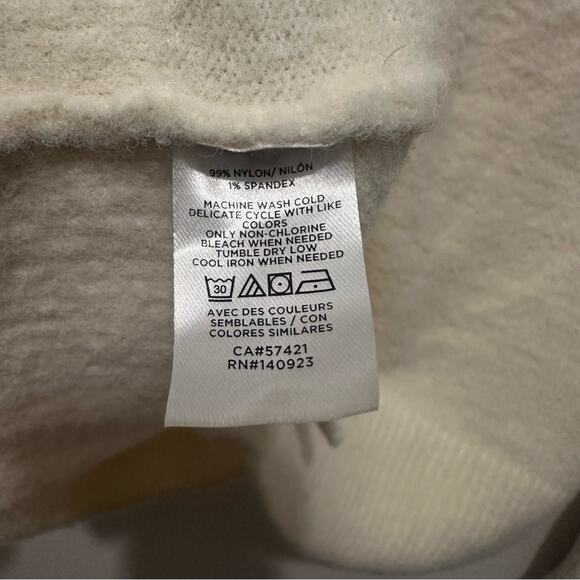 99% NYLON/ NILÓN
1% SPANDEX
MACHINE WASH COLD
DELICATE CYCLE WITH LIKE
COLORS
ONLY NON-CHLORINE
BLEACH WHEN NEEDED
TUMBLE DRY LOW
COOL IRON WHEN NEEDED
30
AVEC DES COULEURS
SEMBLABLES / CON
COLORES SIMILARES
CA#57421
RN#140923